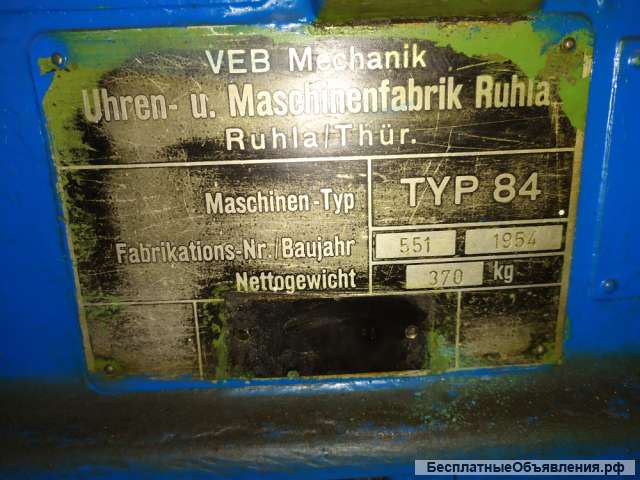 VEB Mechanik
Uhren- u. Maschinenfabrik Ruhla
Ruhla/Thür.
Maschinen-Typ TYP 84
Fabrikations-Nr./Baujahr 551 1954
Nettogewicht 370 kg
БесплатныеОбъявления.рф